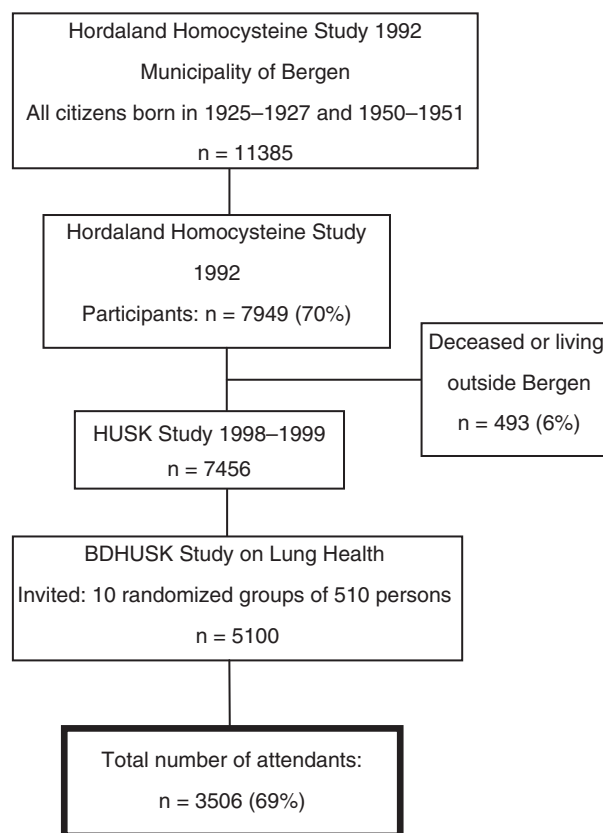 Hordaland Homocysteine Study 1992
Municipality of Bergen
All citizens born in 1925–1927 and 1950–1951
n = 11385
Hordaland Homocysteine Study
1992
Participants: n = 7949 (70%)
Deceased or living
outside Bergen
n = 493 (6%)
HUSK Study 1998–1999
n = 7456
BDHUSK Study on Lung Health
Invited: 10 randomized groups of 510 persons
n = 5100
Total number of attendants:
n = 3506 (69%)